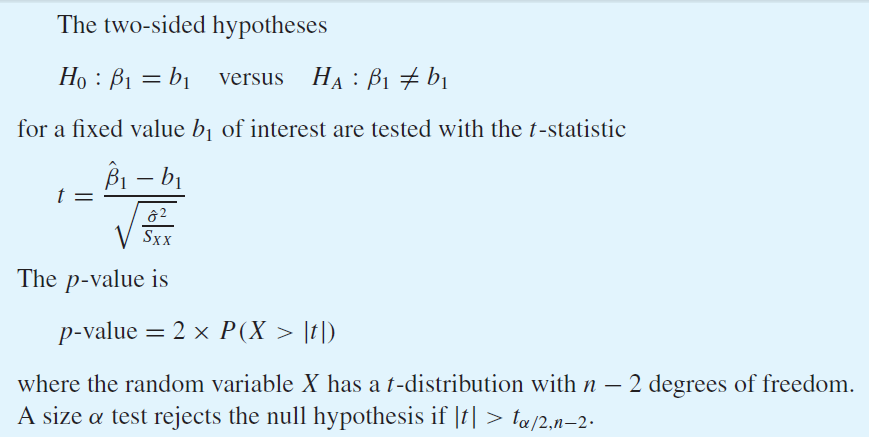 The two-sided hypotheses
H₀ : β₁ = b₁ versus H_A : β₁ ≠ b₁
for a fixed value b₁ of interest are tested with the t-statistic
t = (β̂₁ − b₁) / √(σ̂² / S_XX)
The p-value is
p-value = 2 × P(X > |t|)
where the random variable X has a t-distribution with n − 2 degrees of freedom.
A size α test rejects the null hypothesis if |t| > t_{α/2,n−2}.